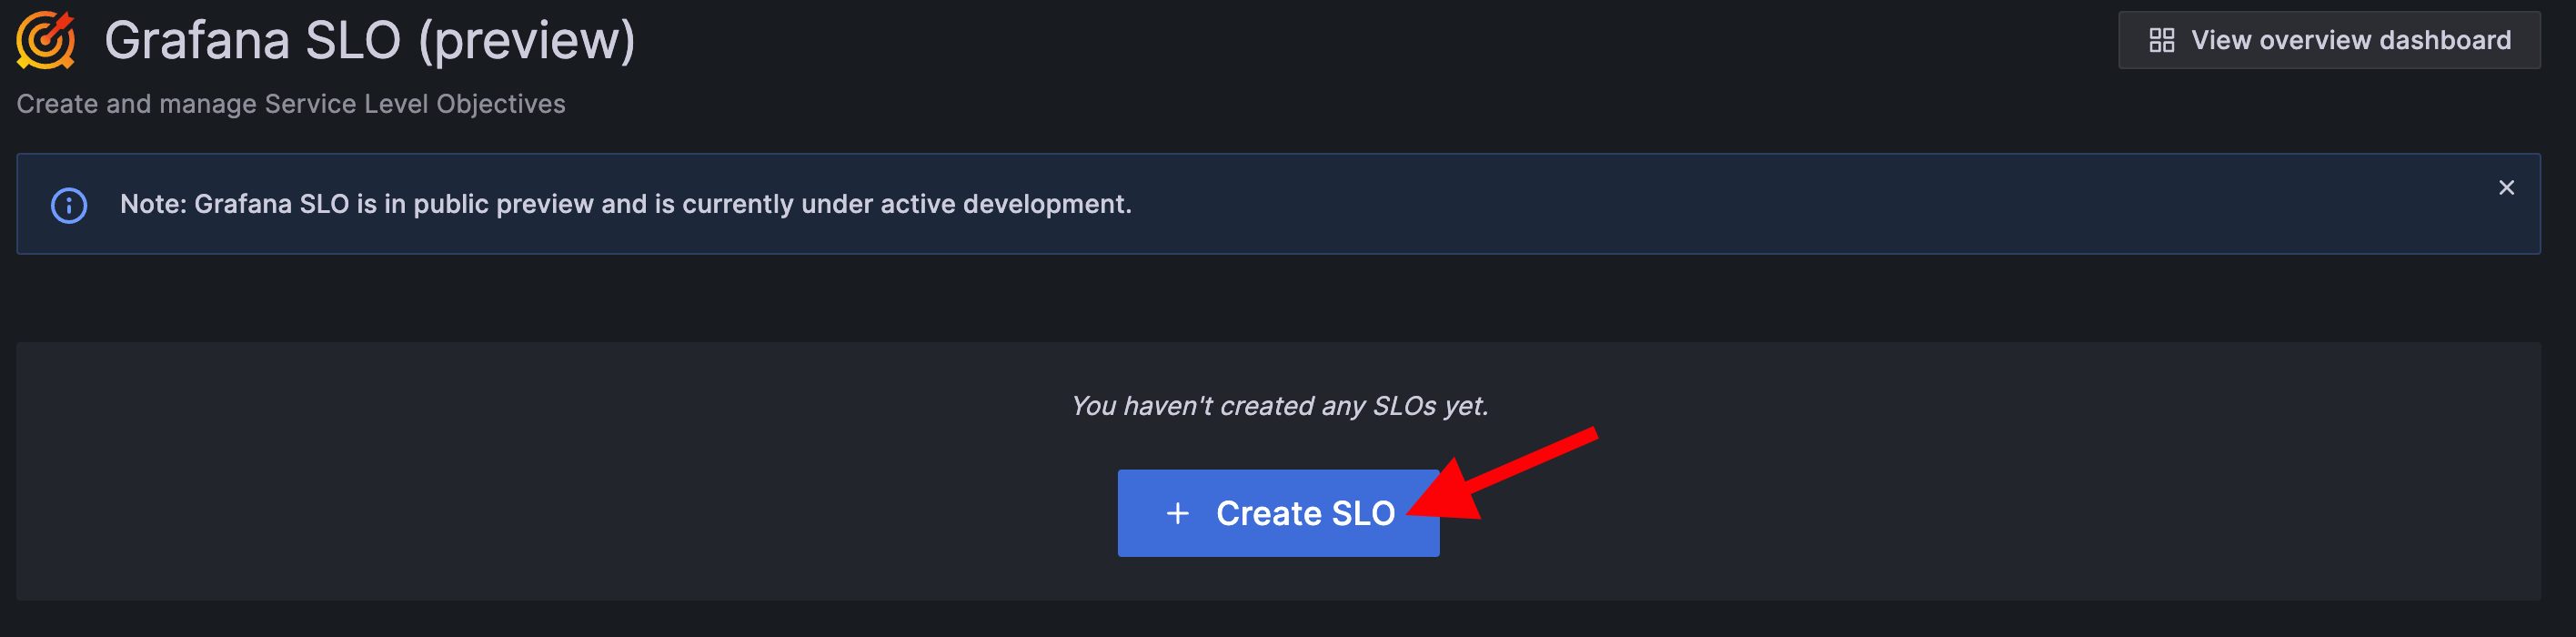 Grafana SLO (preview)
View overview dashboard
Create and manage Service Level Objectives
Note: Grafana SLO is in public preview and is currently under active development.
You haven't created any SLOs yet.
+ Create SLO